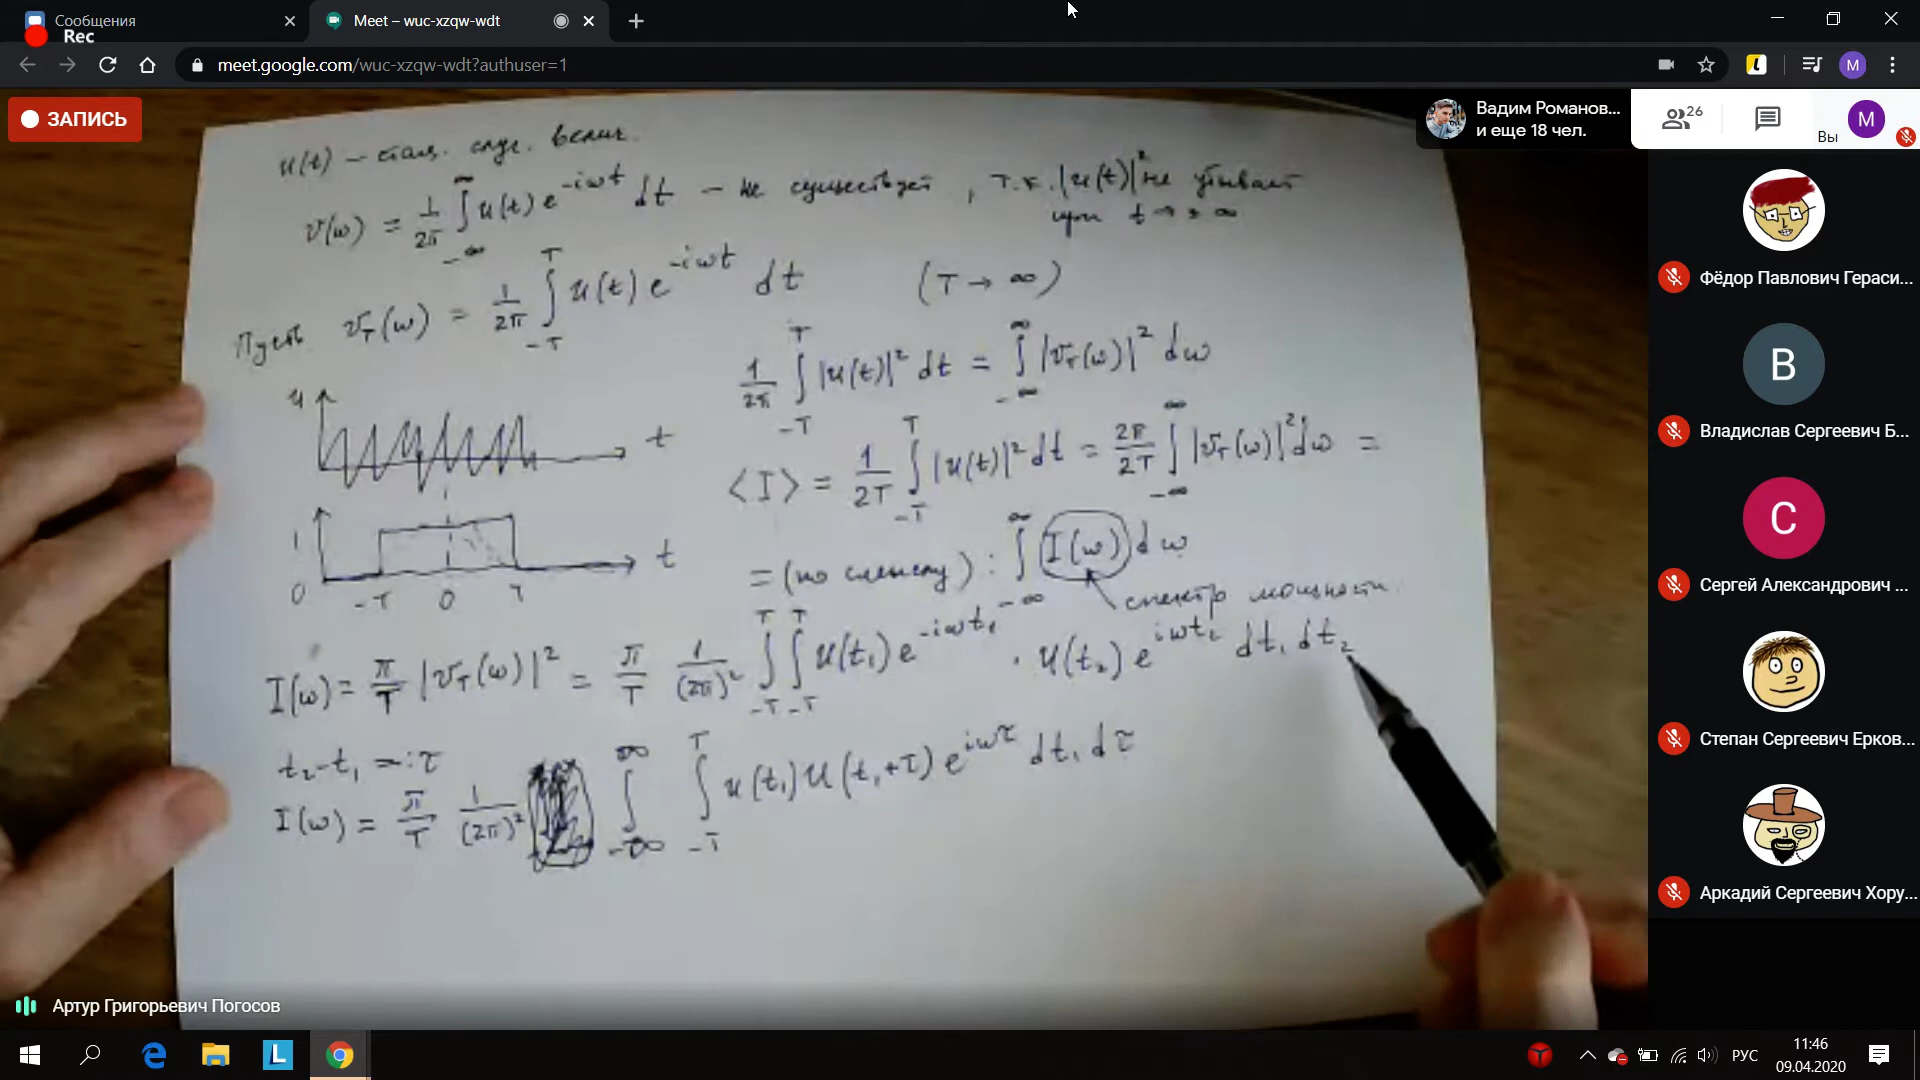 Сообщения
Meet – wuc-xzqw-wdt
Rec
meet.google.com/wuc-xzqw-wdt?authuser=1
M
ЗАПИСЬ
Вадим Романов...
и еще 18 чел.
26
Вы
M
u(t) – стац. случ. велич.
v(ω) = 1/2π ∫_{-∞}^{∞} u(t) e^{-iωt} dt – не существует, т.к. |u(t)|² не убывает
при t → ± ∞
Пусть v_T(ω) = 1/2π ∫_{-T}^{T} u(t) e^{-iωt} dt (T → ∞)
1/2π ∫_{-T}^{T} |u(t)|² dt = ∫_{-∞}^{∞} |v_T(ω)|² dω
u
t
⟨I⟩ = 1/2T ∫_{-T}^{T} |u(t)|² dt = 2π/2T ∫_{-∞}^{∞} |v_T(ω)|² dω =
1
0 -T 0 T t
= (по смыслу) : ∫_{-∞}^{∞} I(ω) dω
спектр мощности
I(ω) = π/T |v_T(ω)|² = π/T 1/(2π)² ∫_{-T}^{T} ∫_{-T}^{T} u(t₁) e^{-iωt₁} · u(t₂) e^{iωt₂} dt₁ dt₂
t₂-t₁ =: τ
I(ω) = π/T 1/(2π)² ∫_{-∞}^{∞} ∫_{-T}^{T} u(t₁) u(t₁+τ) e^{iωτ} dt₁ dτ
Артур Григорьевич Погосов
Фёдор Павлович Гераси...
В
Владислав Сергеевич Б...
С
Сергей Александрович ...
Степан Сергеевич Ерков...
Аркадий Сергеевич Хору...
L
РУС
11:46
09.04.2020